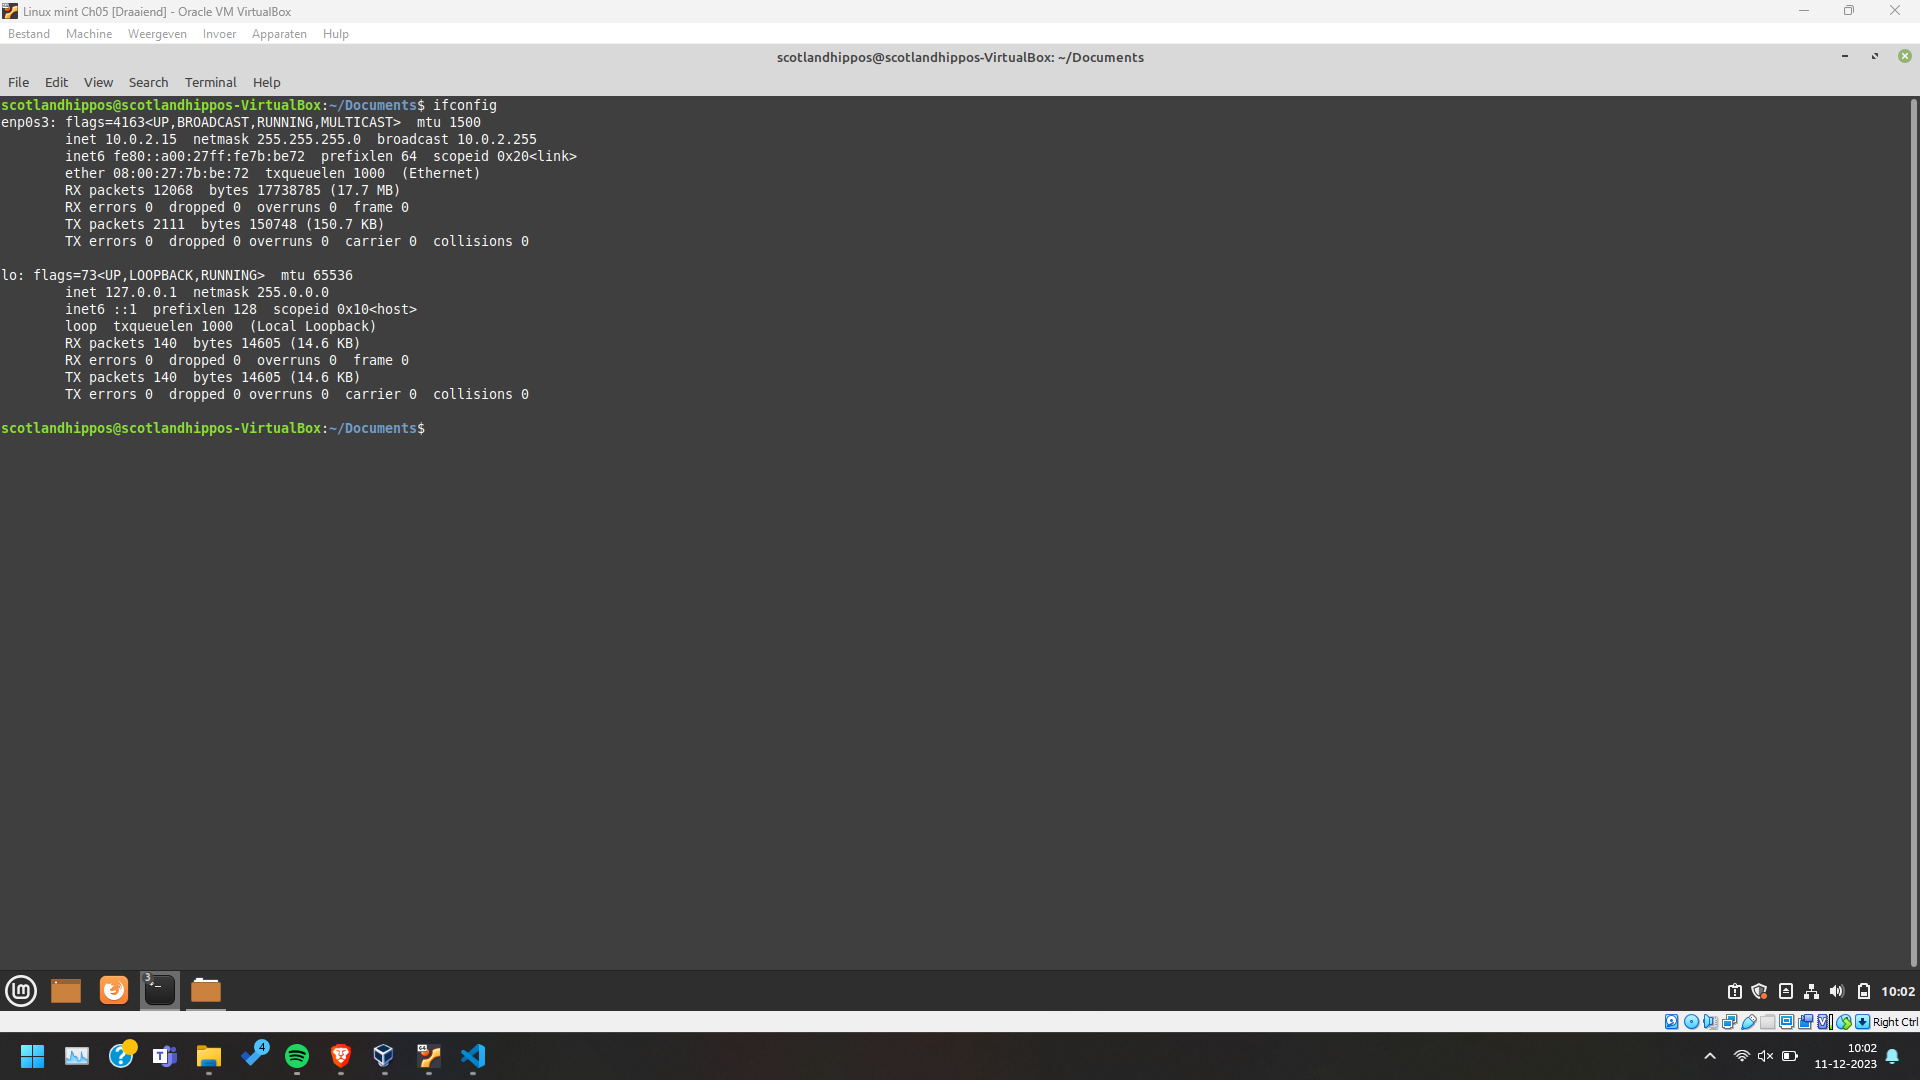 Linux mint Ch05 [Draaiend] - Oracle VM VirtualBox
Bestand Machine Weergeven Invoer Apparaten Hulp
scotlandhippos@scotlandhippos-VirtualBox: ~/Documents
File Edit View Search Terminal Help
scotlandhippos@scotlandhippos-VirtualBox:~/Documents$ ifconfig
enp0s3: flags=4163<UP,BROADCAST,RUNNING,MULTICAST>  mtu 1500
        inet 10.0.2.15  netmask 255.255.255.0  broadcast 10.0.2.255
        inet6 fe80::a00:27ff:fe7b:be72  prefixlen 64  scopeid 0x20<link>
        ether 08:00:27:7b:be:72  txqueuelen 1000  (Ethernet)
        RX packets 12068  bytes 17738785 (17.7 MB)
        RX errors 0  dropped 0  overruns 0  frame 0
        TX packets 2111  bytes 150748 (150.7 KB)
        TX errors 0  dropped 0 overruns 0  carrier 0  collisions 0

lo: flags=73<UP,LOOPBACK,RUNNING>  mtu 65536
        inet 127.0.0.1  netmask 255.0.0.0
        inet6 ::1  prefixlen 128  scopeid 0x10<host>
        loop  txqueuelen 1000  (Local Loopback)
        RX packets 140  bytes 14605 (14.6 KB)
        RX errors 0  dropped 0  overruns 0  frame 0
        TX packets 140  bytes 14605 (14.6 KB)
        TX errors 0  dropped 0 overruns 0  carrier 0  collisions 0

scotlandhippos@scotlandhippos-VirtualBox:~/Documents$
3
10:02
Right Ctrl
4
10:02
11-12-2023